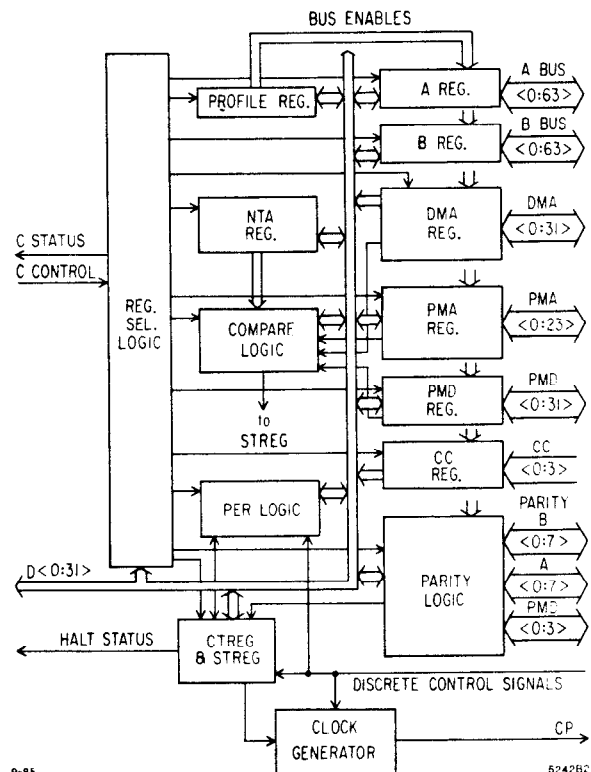 BUS ENABLES
A BUS
<0:63>
A REG.
PROFILE REG.
B BUS
<0:63>
B REG.
NTA
REG.
DMA
REG.
DMA
<0:31>
C STATUS
C CONTROL
REG.
SEL.
LOGIC
COMPARE
LOGIC
PMA
REG.
PMA
<0:23>
to
STREG
PMD
REG.
PMD
<0:31>
CC
REG.
CC
<0:3>
PER LOGIC
PARITY
B
<0:7>
A
<0:7>
PMD
<0:3>
PARITY
LOGIC
D<0:31>
HALT STATUS
CTREG
& STREG
DISCRETE CONTROL SIGNALS
CLOCK
GENERATOR
CP
9-85
5242B2